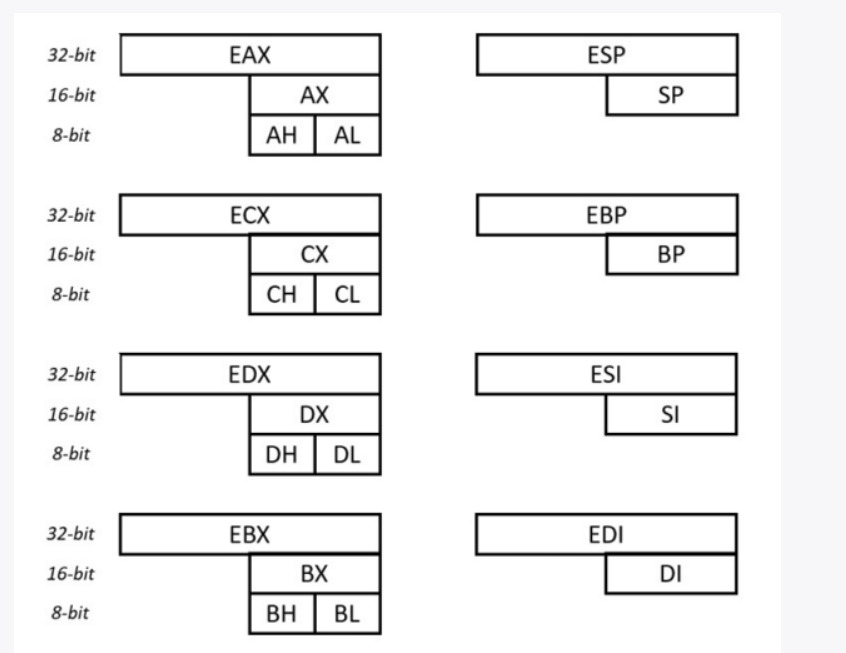 32-bit EAX ESP
16-bit AX SP
8-bit AH AL
32-bit ECX EBP
16-bit CX BP
8-bit CH CL
32-bit EDX ESI
16-bit DX SI
8-bit DH DL
32-bit EBX EDI
16-bit BX DI
8-bit BH BL